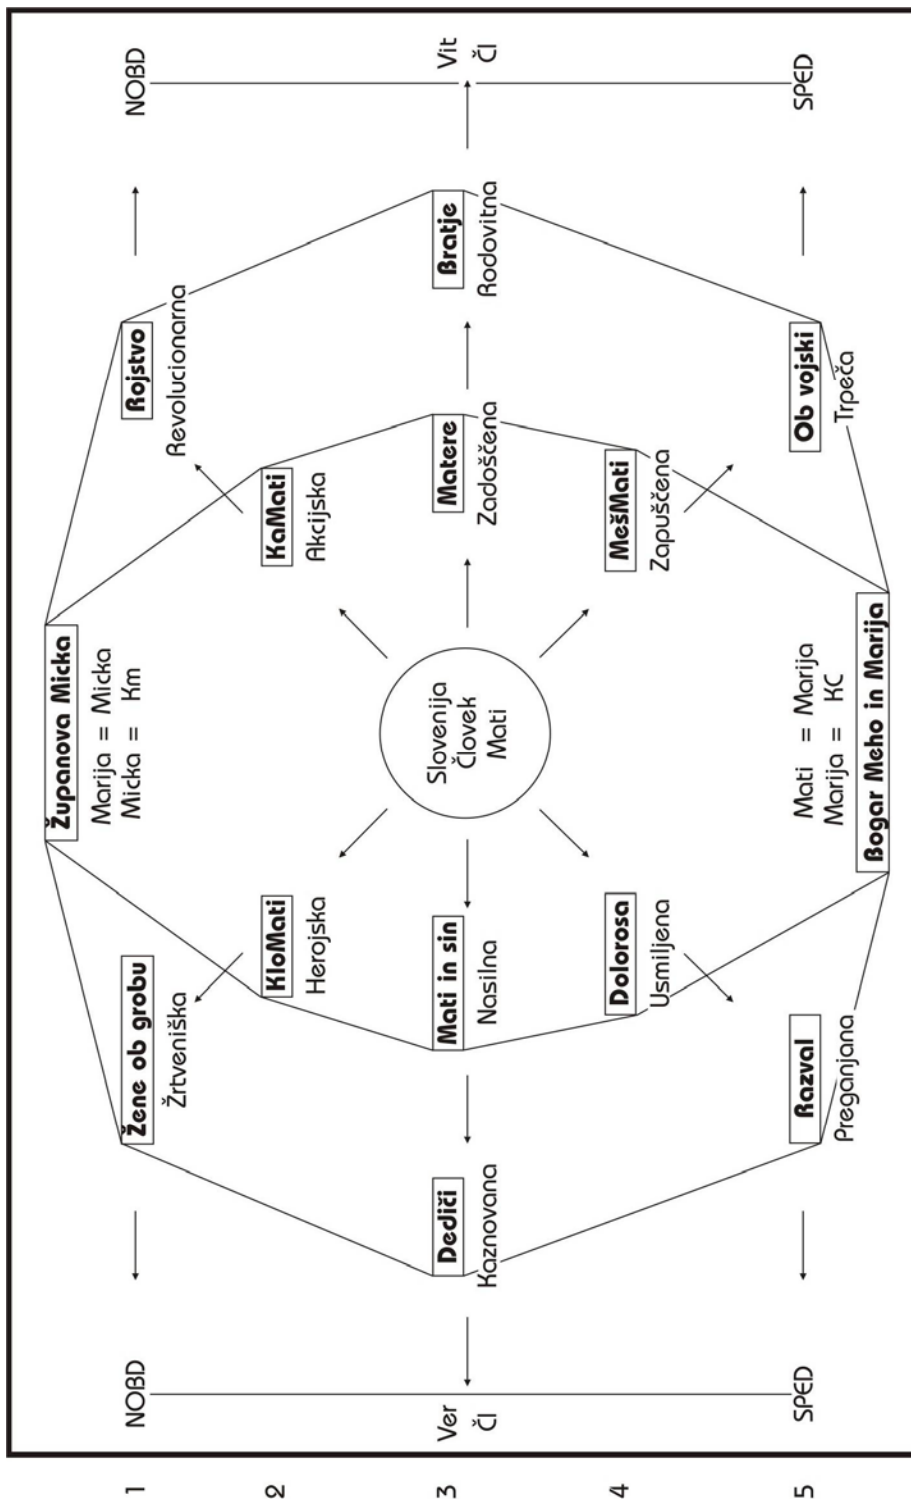 Županova Micka
Marija = Micka
Micka = Km
1
NOBD
Žene ob grobu
Žrtveniška
Rojstvo
Revolucionarna
NOBD
2
KloMati
Herojska
KaMati
Akcijska
3
Ver
Čl
Dediči
Kaznovana
Mati in sin
Nasilna
Slovenija
Človek
Mati
Matere
Zadoščena
Bratje
Rodovitna
Vit
Čl
4
Dolorosa
Usmiljena
MešMati
Zapuščena
5
SPED
Razval
Preganjana
Mati = Marija
Marija = KC
Bogar Meho in Marija
Ob vojski
Trpeča
SPED